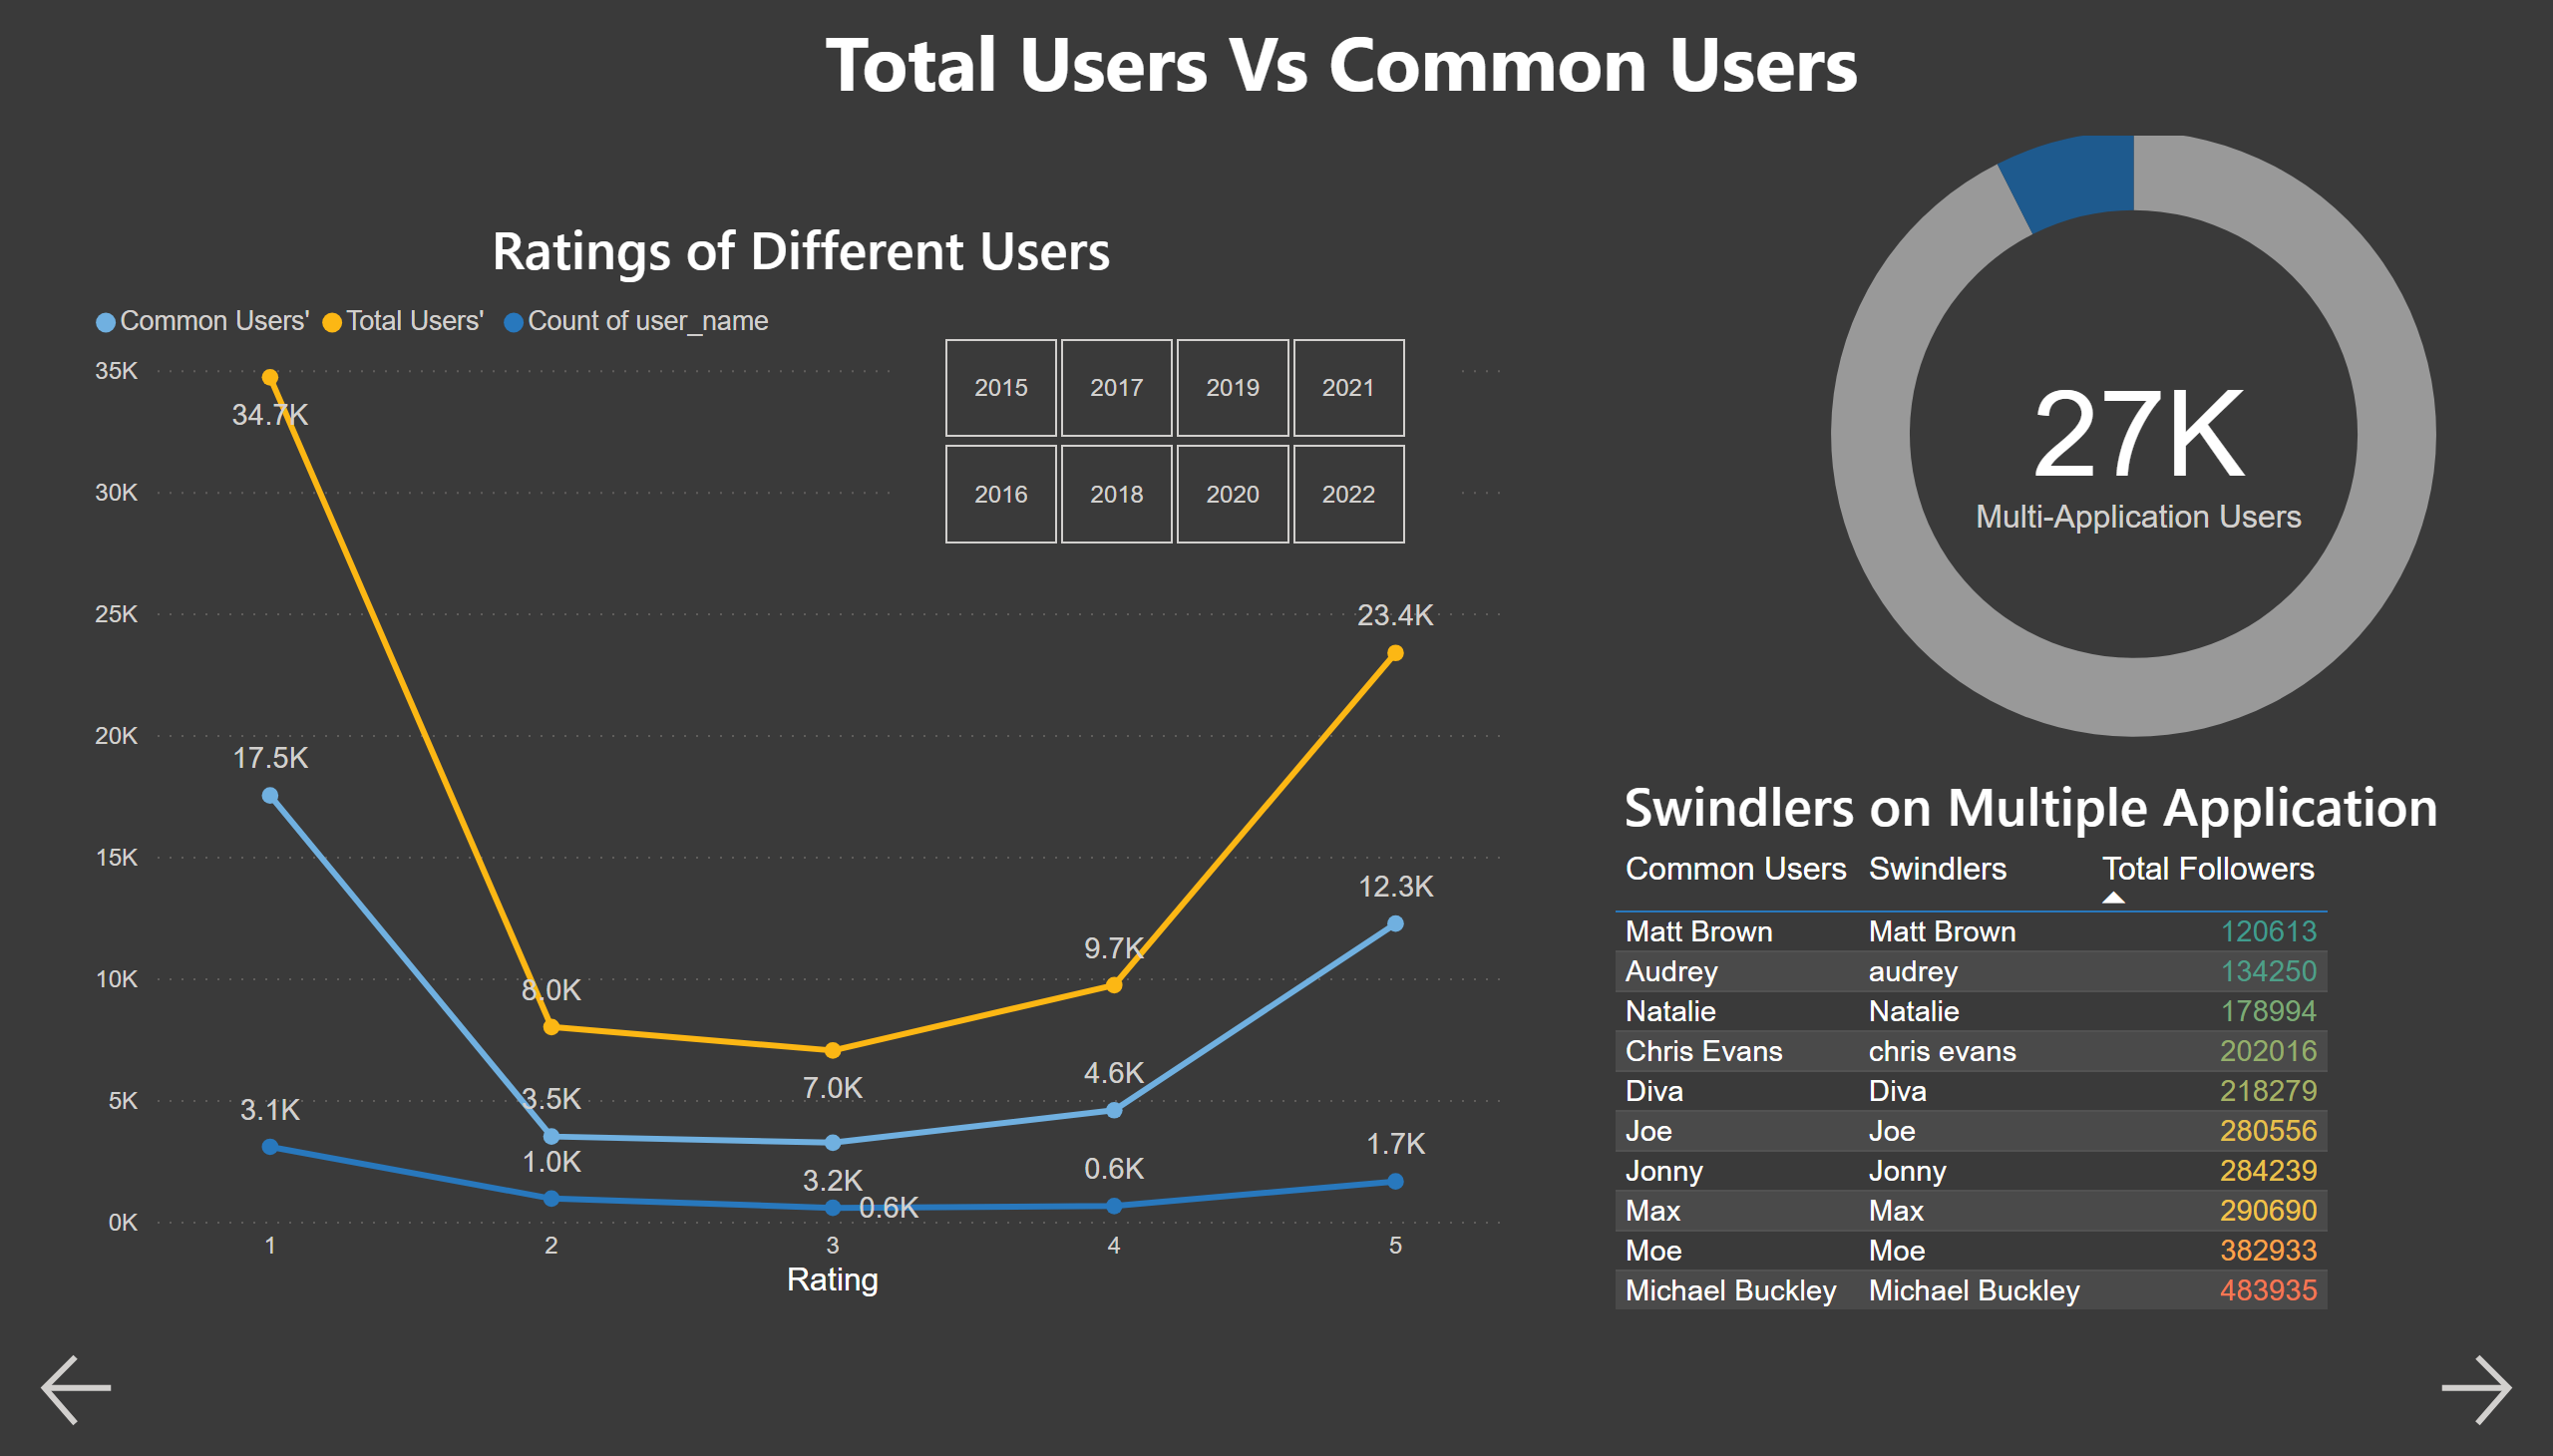 Total Users Vs Common Users
Ratings of Different Users
Common Users' Total Users' Count of user_name
2015 2017 2019 2021
2016 2018 2020 2022
35K
30K
25K
20K
15K
10K
5K
0K
34.7K
8.0K
7.0K
9.7K
23.4K
17.5K
3.5K
3.2K
4.6K
12.3K
3.1K
1.0K
0.6K
0.6K
1.7K
1 2 3 4 5
Rating
27K
Multi-Application Users
Swindlers on Multiple Application
Common Users Swindlers Total Followers
Matt Brown Matt Brown 120613
Audrey audrey 134250
Natalie Natalie 178994
Chris Evans chris evans 202016
Diva Diva 218279
Joe Joe 280556
Jonny Jonny 284239
Max Max 290690
Moe Moe 382933
Michael Buckley Michael Buckley 483935